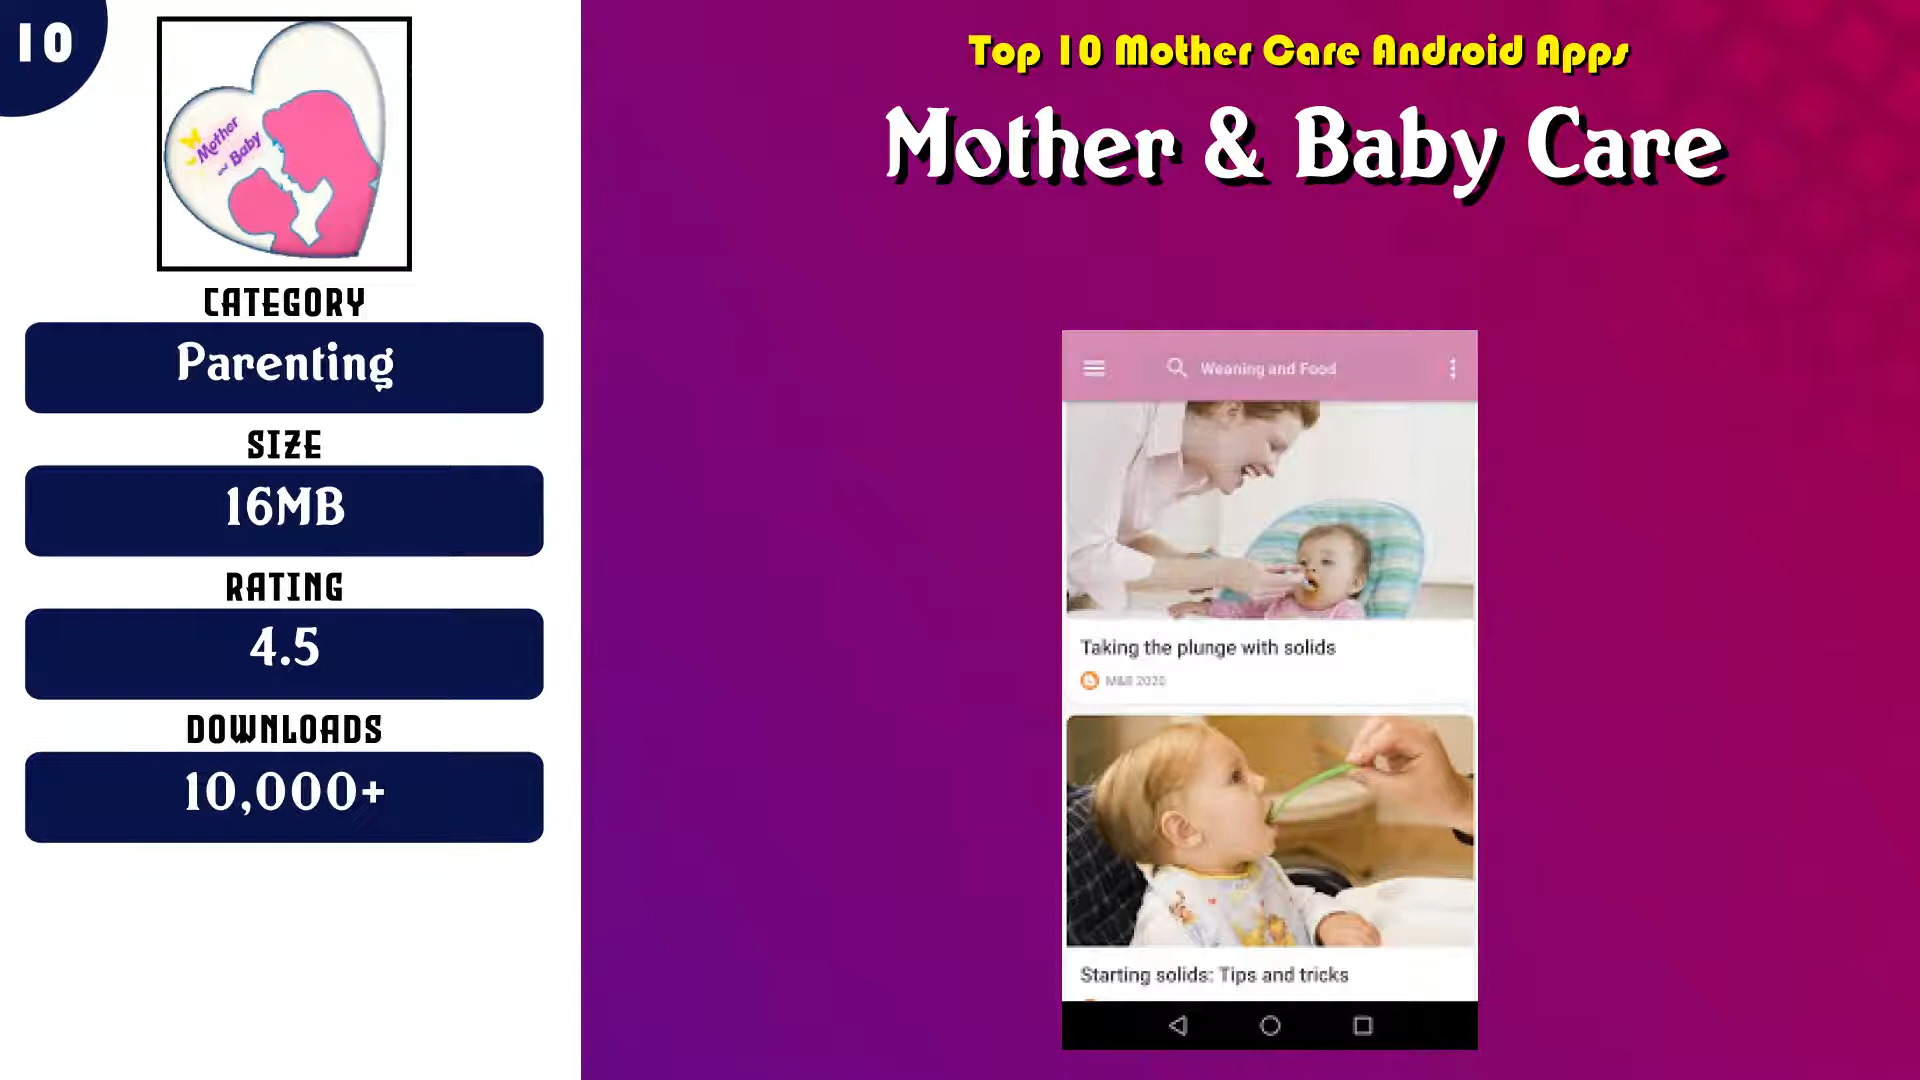 10
Mother
and Baby
CATEGORY
Parenting
SIZE
16MB
RATING
4.5
DOWNLOADS
10,000+
Top 10 Mother Care Android Apps
Mother & Baby Care
Weaning and Food
Taking the plunge with solids
M&B 2020
Starting solids: Tips and tricks